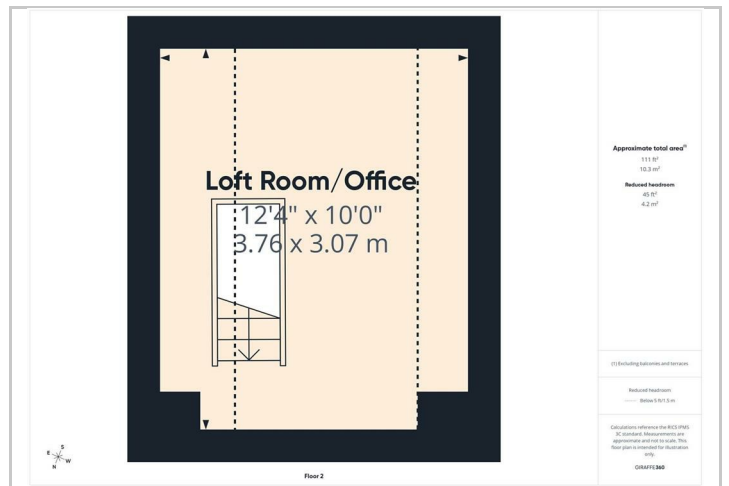 Loft Room/Office
12'4" x 10'0"
3.76 x 3.07 m
Approximate total area(1)
111 ft²
10.3 m²
Reduced headroom
45 ft²
4.2 m²
(1) Excluding balconies and terraces
Reduced headroom
Below 5 ft/1.5 m
Calculations reference the RICS IPMS
3C standard. Measurements are
approximate and not to scale. This
floor plan is intended for illustration
only.
GIRAFFE360
S
E
W
N
Floor 2